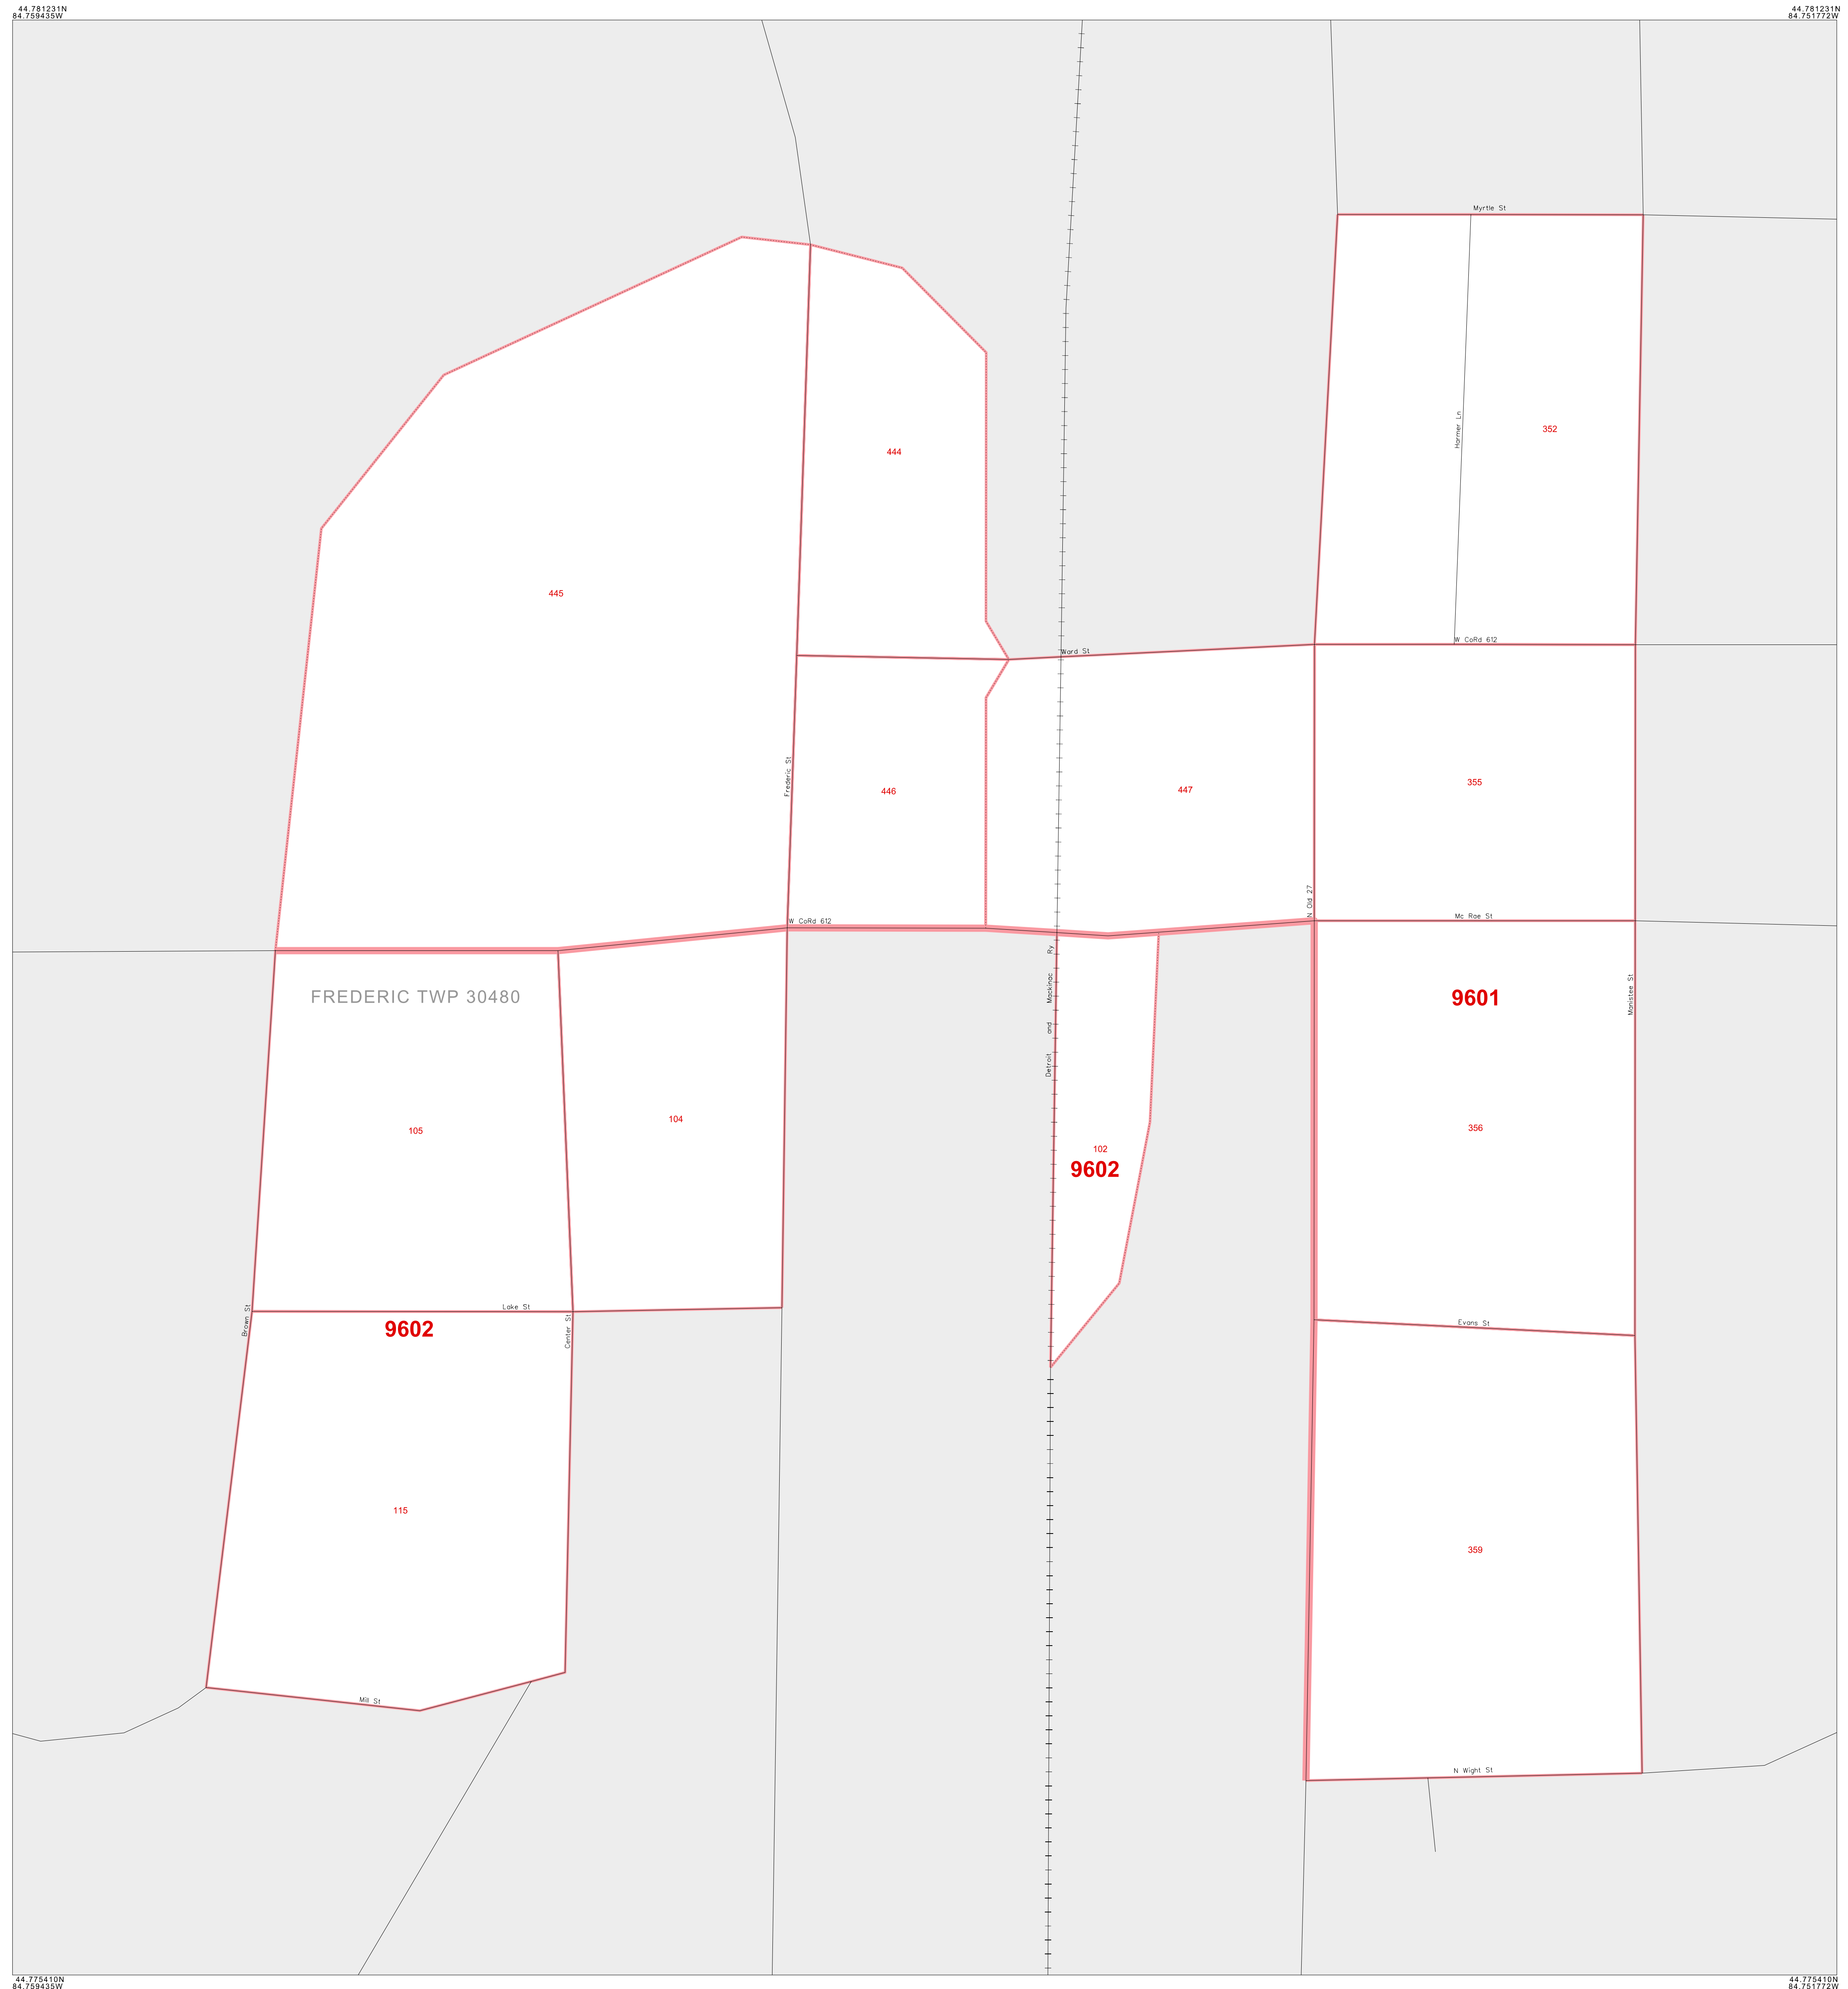 44.781231N
84.759435W
44.781231N
84.751772W
Myrtle St
Harmer Ln
352
444
445
W CoRd 612
Ward St
Frederic St
446
447
355
N Old 27
W CoRd 612
Mc Rae St
Detroit and Mackinac Ry
Manistee St
FREDERIC TWP 30480
9601
105
104
102
9602
356
Brown St
Lake St
Center St
9602
Evans St
115
359
Mill St
N Wight St
44.775410N
84.759435W
44.775410N
84.751772W